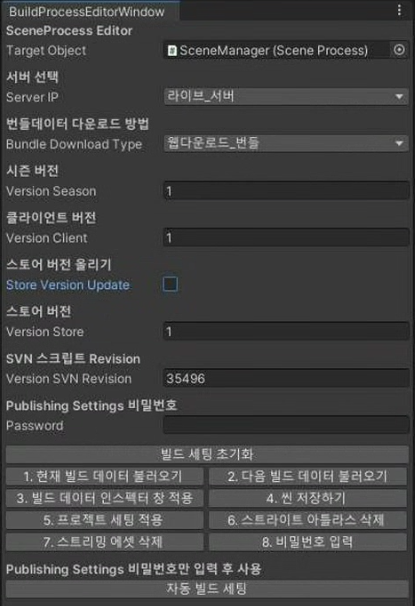 BuildProcessEditorWindow
SceneProcess Editor
Target Object SceneManager (Scene Process)
서버 선택
Server IP 라이브_서버
번들데이터 다운로드 방법
Bundle Download Type 웹다운로드_번들
시즌 버전
Version Season 1
클라이언트 버전
Version Client 1
스토어 버전 올리기
Store Version Update
스토어 버전
Version Store 1
SVN 스크립트 Revision
Version SVN Revision 35496
Publishing Settings 비밀번호
Password
빌드 세팅 초기화
1. 현재 빌드 데이터 불러오기 2. 다음 빌드 데이터 불러오기
3. 빌드 데이터 인스펙터 창 적용 4. 씬 저장하기
5. 프로젝트 세팅 적용 6. 스트라이트 아틀라스 삭제
7. 스트리밍 에셋 삭제 8. 비밀번호 입력
Publishing Settings 비밀번호만 입력 후 사용
자동 빌드 세팅